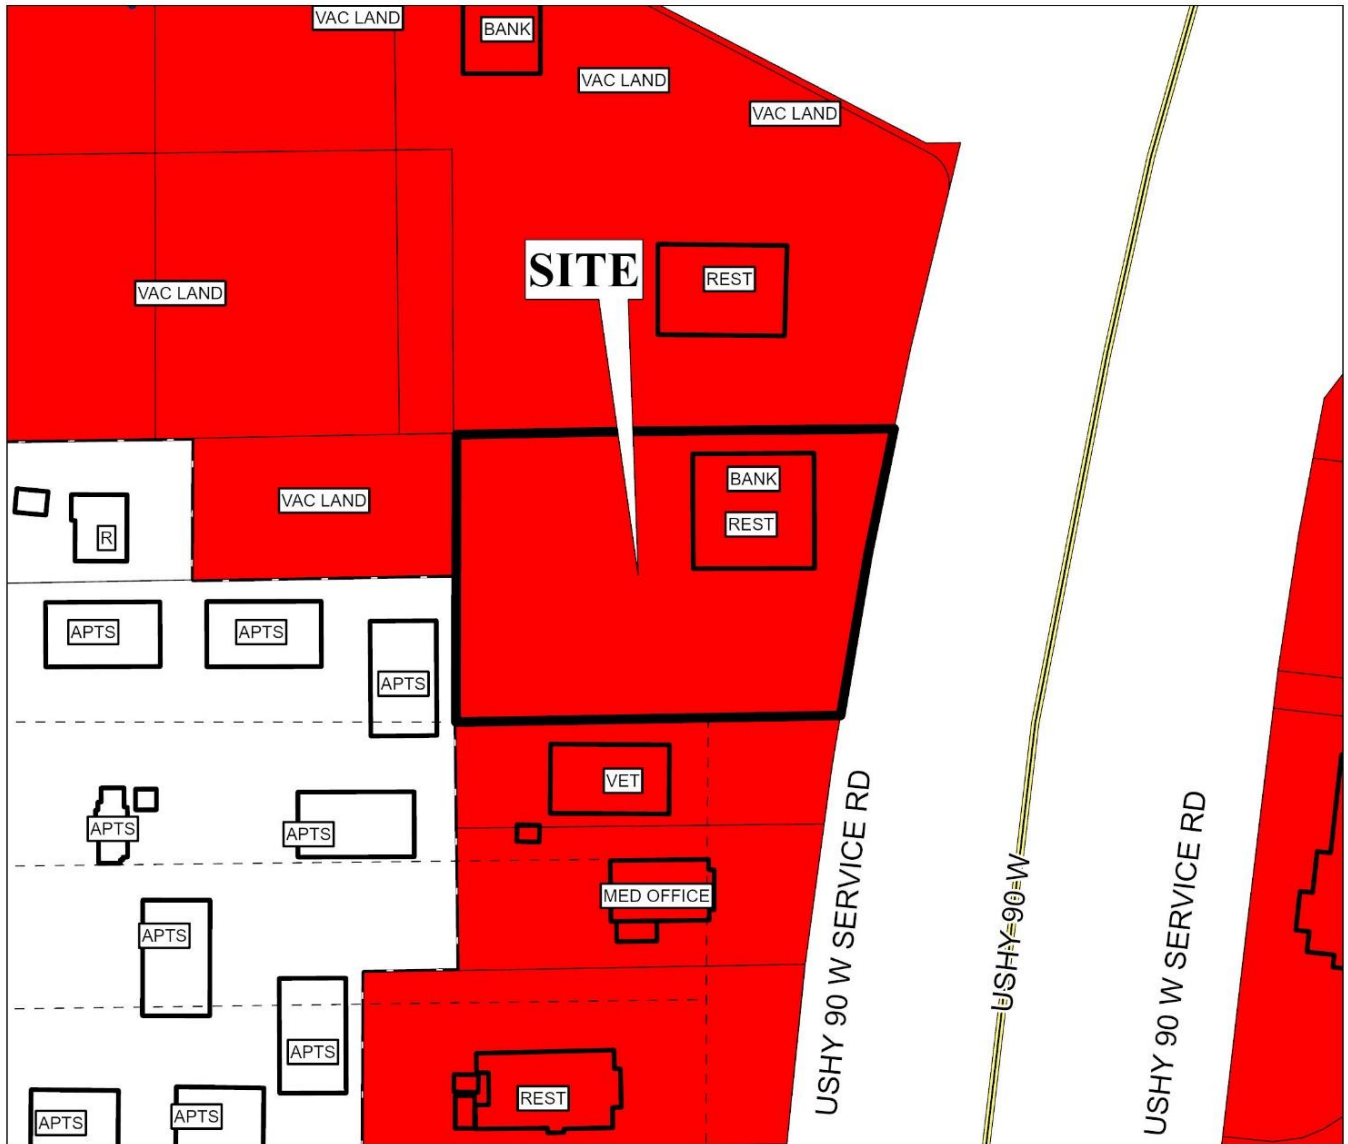 VAC LAND
BANK
VAC LAND
VAC LAND
SITE
REST
VAC LAND
BANK
VAC LAND
REST
R
APTS
APTS
APTS
VET
APTS
APTS
MED OFFICE
APTS
APTS
REST
APTS
APTS
USHY 90 W SERVICE RD
USHY 90 W
USHY 90 W SERVICE RD